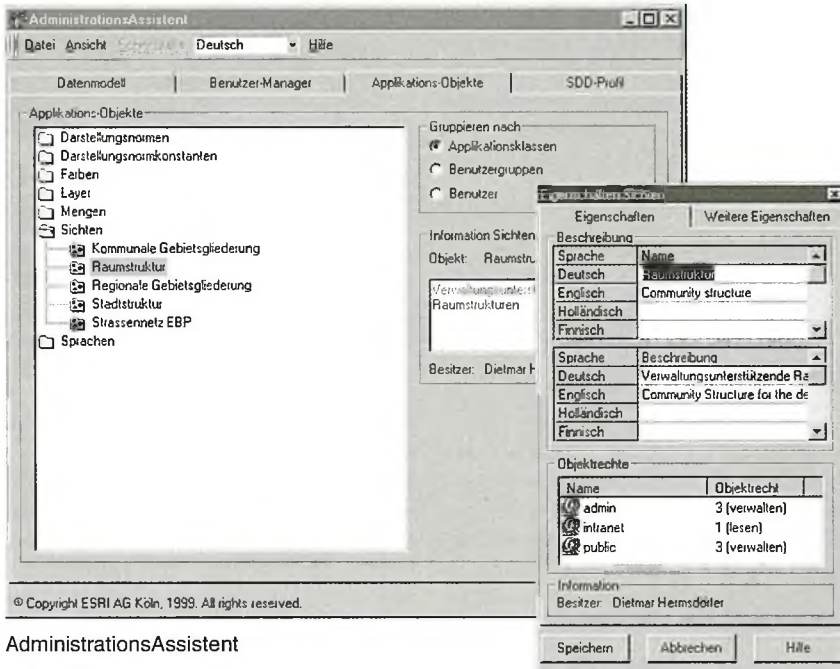 AdministrationsAssistent
Datei Ansicht Deutsch Hilfe
Datenmodell Benutzer-Manager Applikations-Objekte SDD-Profil
Applikations-Objekte
Darstellungsnormen
Darstellungsnormkonstanten
Farben
Layer
Mengen
Sichten
Kommunale Gebietsgliederung
Raumstruktur
Regionale Gebietsgliederung
Stadtstruktur
Strassennetz EBP
Sprachen
Gruppieren nach
Applikationsklassen
Benutzergruppen
Benutzer
Information Sichten
Objekt: Raumstru
Verwaltungsunterst
Raumstrukturen
Besitzer: Dietmar H
© Copyright ESRI AG Köln, 1999. All rights reserved.
Eigenschaften Sichten
Eigenschaften Weitere Eigenschaften
Beschreibung
Sprache Name
Deutsch Raumstruktur
Englisch Community structure
Holländisch
Finnisch
Sprache Beschreibung
Deutsch Verwaltungsunterstützende Ra
Englisch Community Structure for the de
Holländisch
Finnisch
Objektrechte
Name Objektrecht
admin 3 (verwalten)
intranet 1 (lesen)
public 3 (verwalten)
Information
Besitzer: Dietmar Hermsdörfer
Speichern Abbrechen Hilfe
AdministrationsAssistent